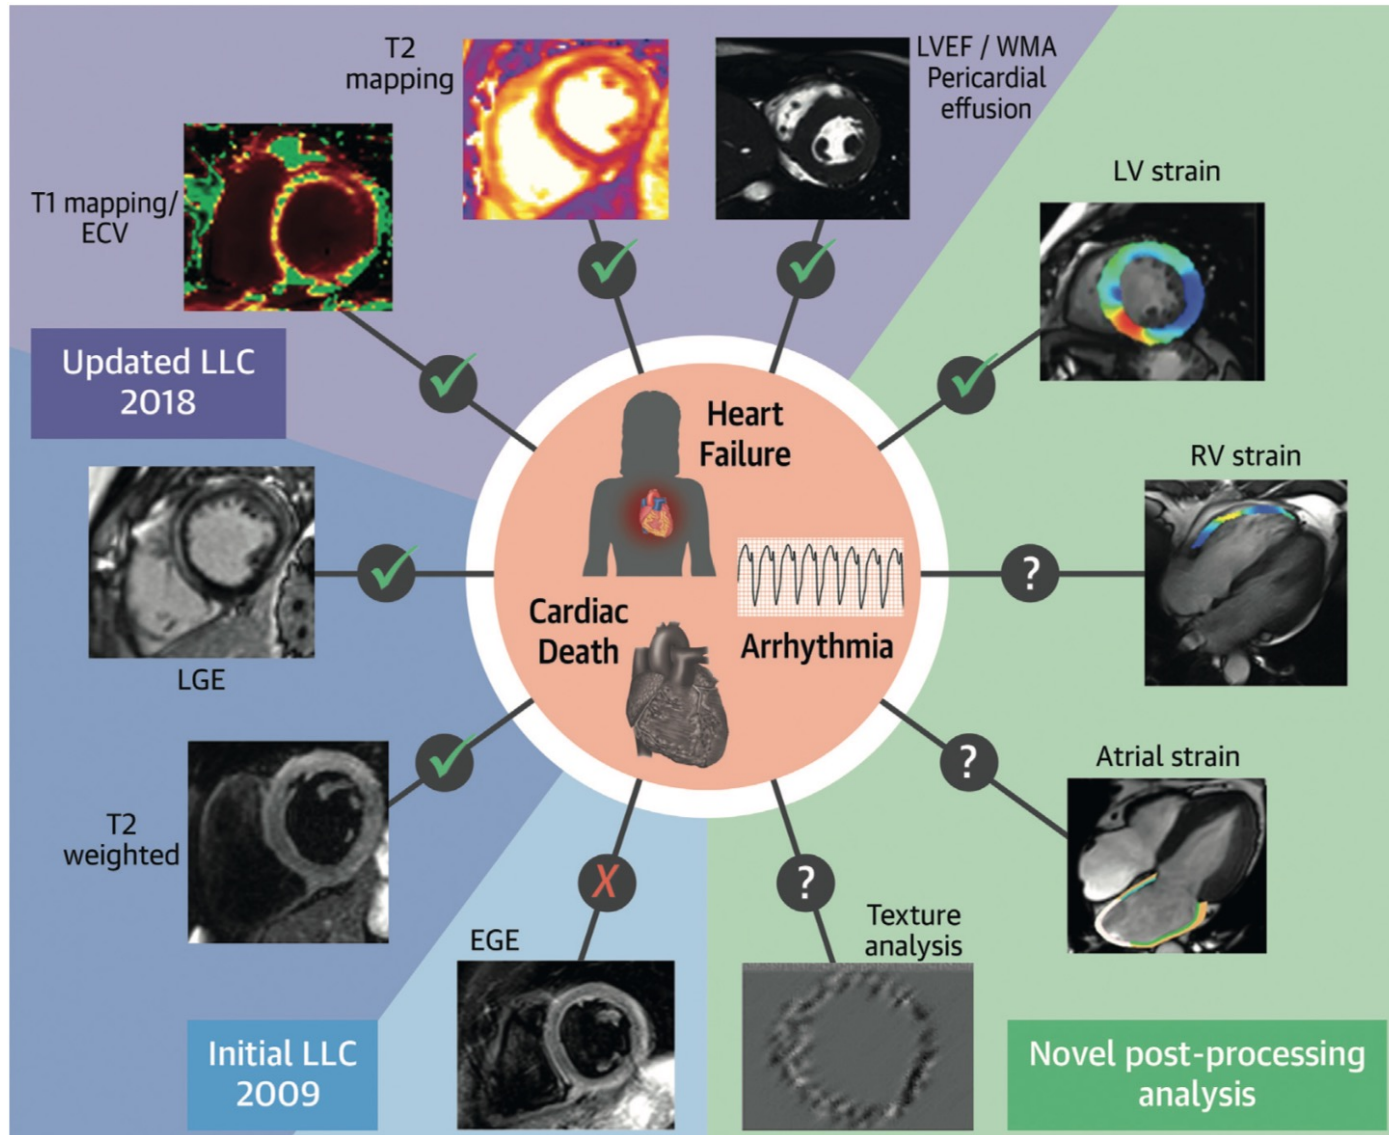 T2
mapping
LVEF / WMA
Pericardial
effusion
T1 mapping/
ECV
LV strain
Updated LLC
2018
Heart
Failure
RV strain
LGE
Cardiac
Death
Arrhythmia
?
T2
weighted
Atrial strain
?
X
?
EGE
Texture
analysis
Initial LLC
2009
Novel post-processing
analysis